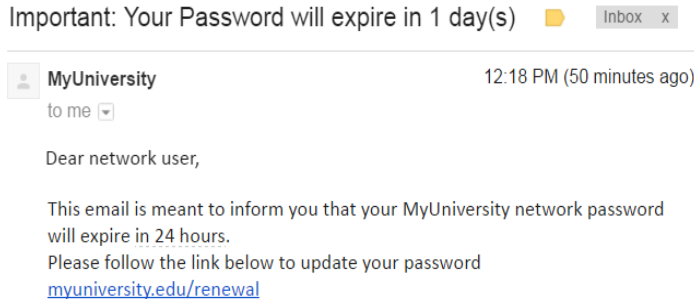 Important: Your Password will expire in 1 day(s) Inbox x
MyUniversity 12:18 PM (50 minutes ago)
to me
Dear network user,
This email is meant to inform you that your MyUniversity network password
will expire in 24 hours.
Please follow the link below to update your password
myuniversity.edu/renewal